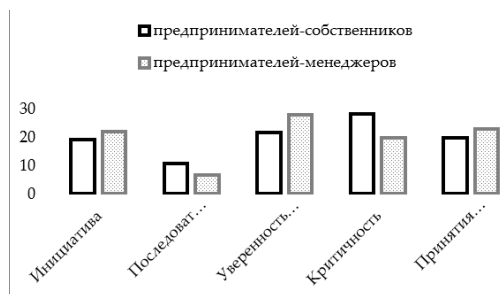 предпринимателей-собственников
предпринимателей-менеджеров
30
20
10
0
Инициатива
Последоват…
Уверенность…
Критичность
Принятия…